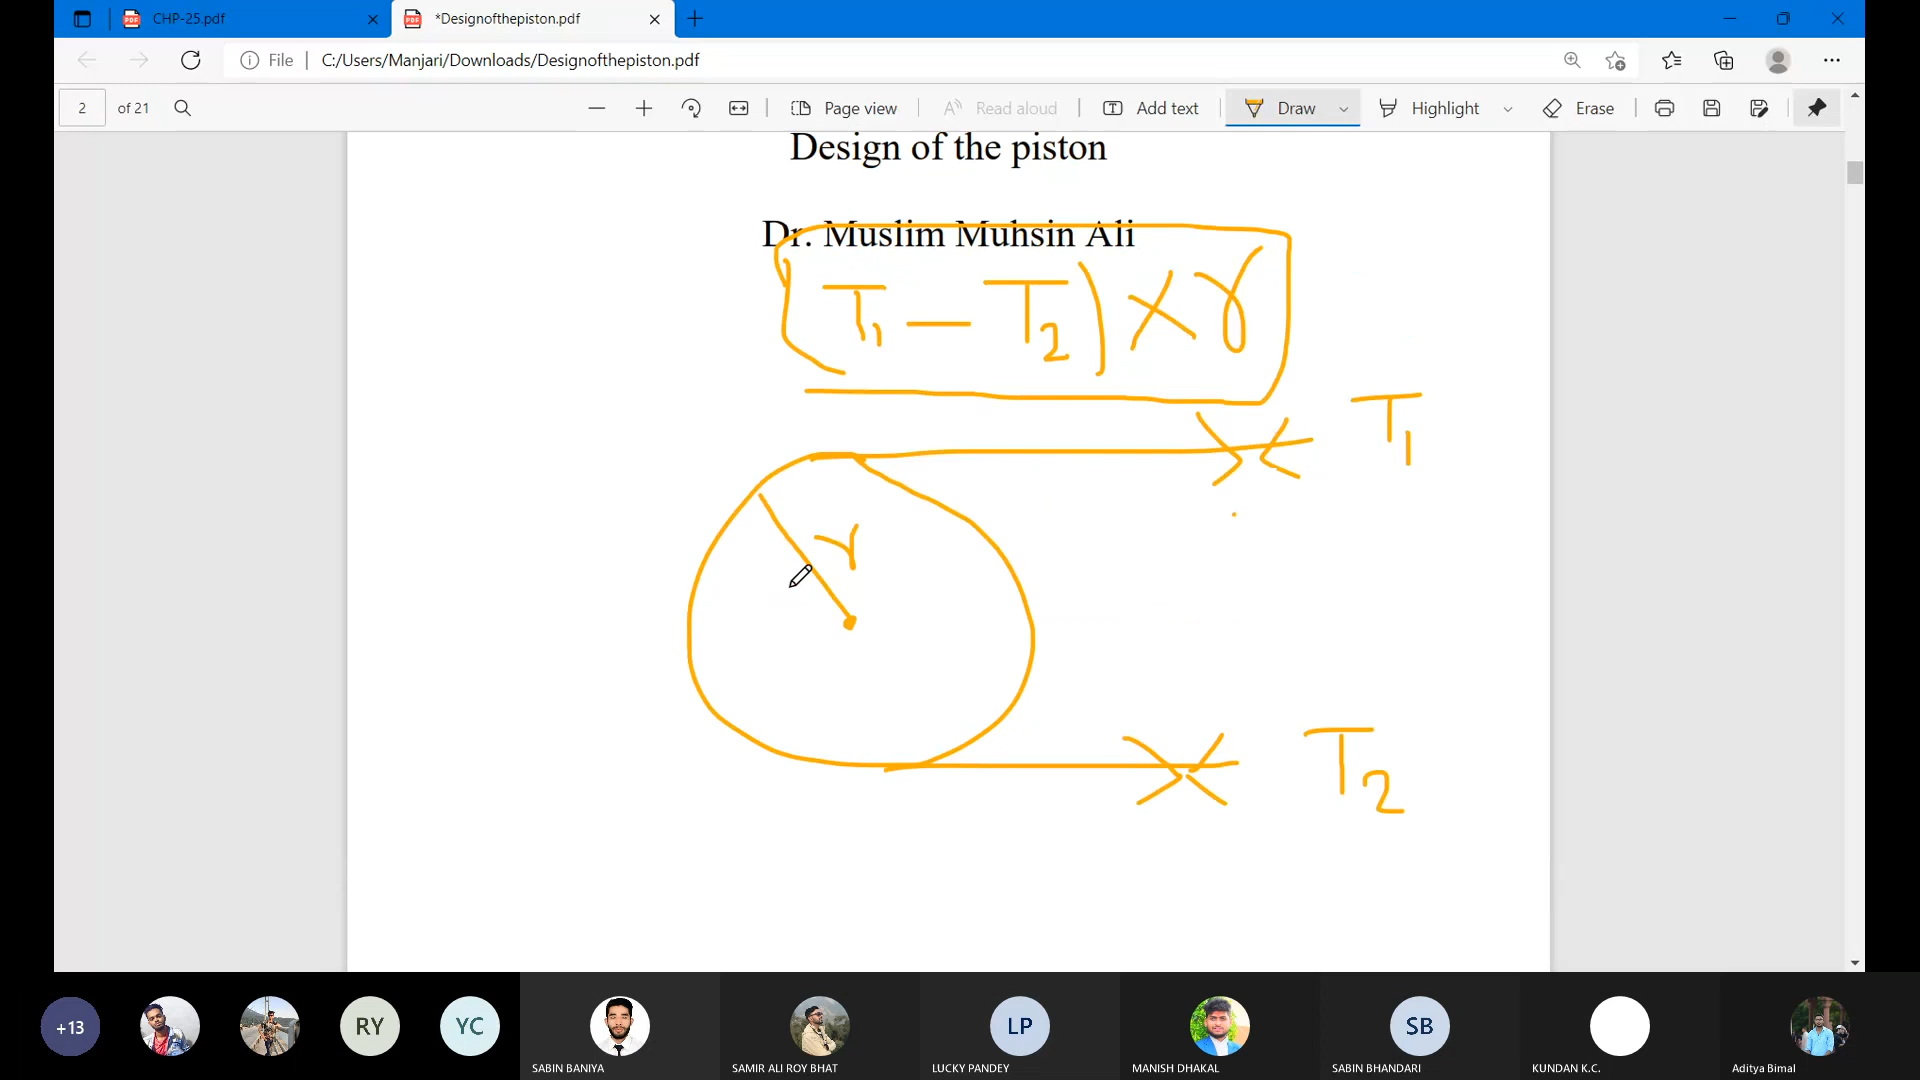 CHP-25.pdf
*Designofthepiston.pdf
File
C:/Users/Manjari/Downloads/Designofthepiston.pdf
2 of 21
Page view
Read aloud
Add text
Draw
Highlight
Erase
Design of the piston
Dr. Muslim Muhsin Ali
(T1 - T2) × r
T1
r
T2
+13
RY
YC
LP
SB
SABIN BANIYA
SAMIR ALI ROY BHAT
LUCKY PANDEY
MANISH DHAKAL
SABIN BHANDARI
KUNDAN K.C.
Aditya Bimal